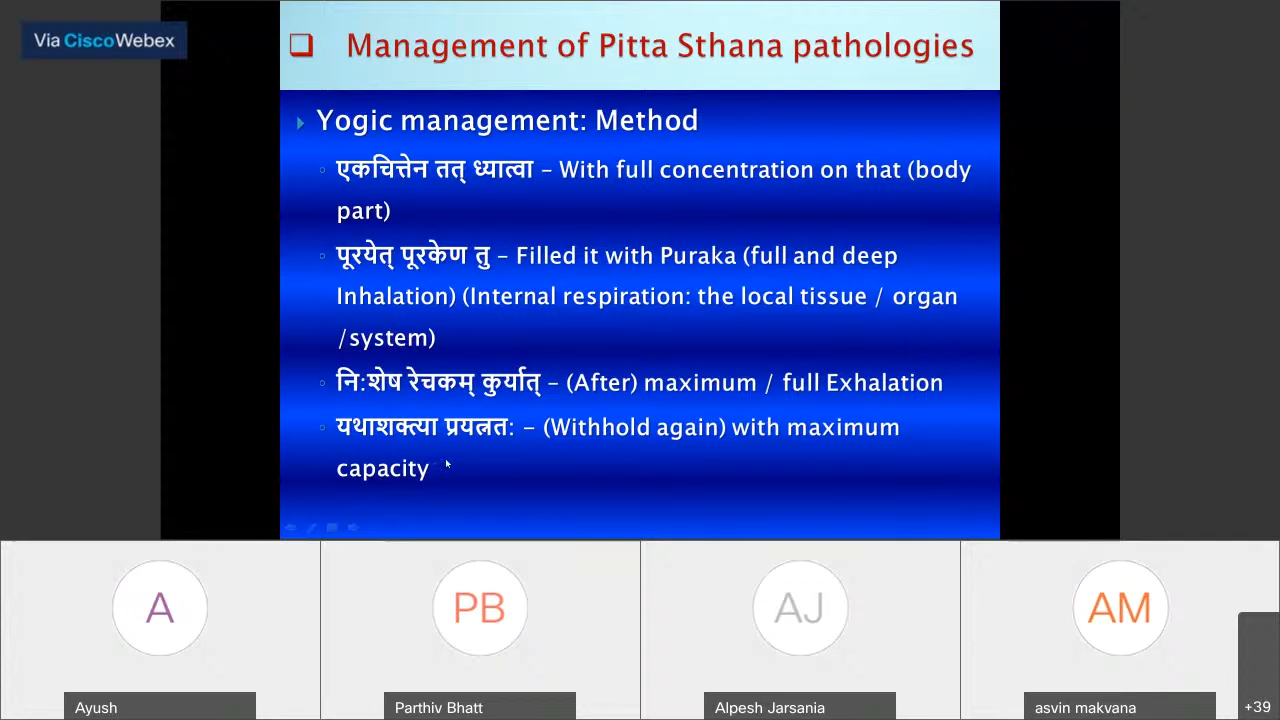 Via CiscoWebex
❑ Management of Pitta Sthana pathologies
Yogic management: Method
एकचित्तेन तत् ध्यात्वा – With full concentration on that (body
part)
पूरयेत् पूरकेण तु – Filled it with Puraka (full and deep
Inhalation) (Internal respiration: the local tissue / organ
/system)
नि:शेष रेचकम् कुर्यात् – (After) maximum / full Exhalation
यथाशक्त्या प्रयत्नत: – (Withhold again) with maximum
capacity
A
PB
AJ
AM
Ayush
Parthiv Bhatt
Alpesh Jarsania
asvin makvana
+39